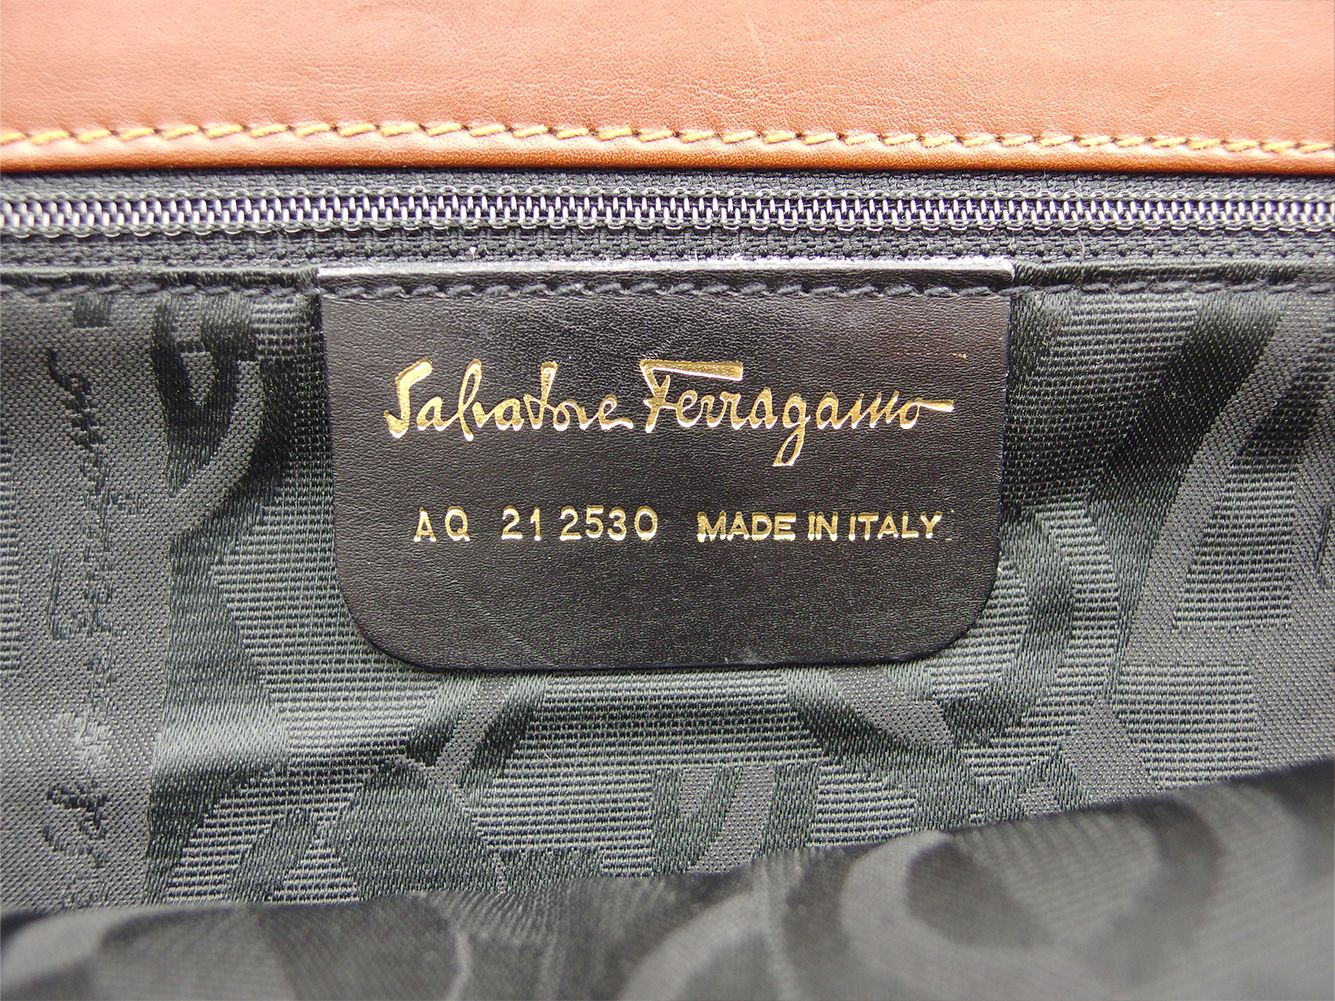 Salvatore Ferragamo
AQ 21 2530 MADE IN ITALY